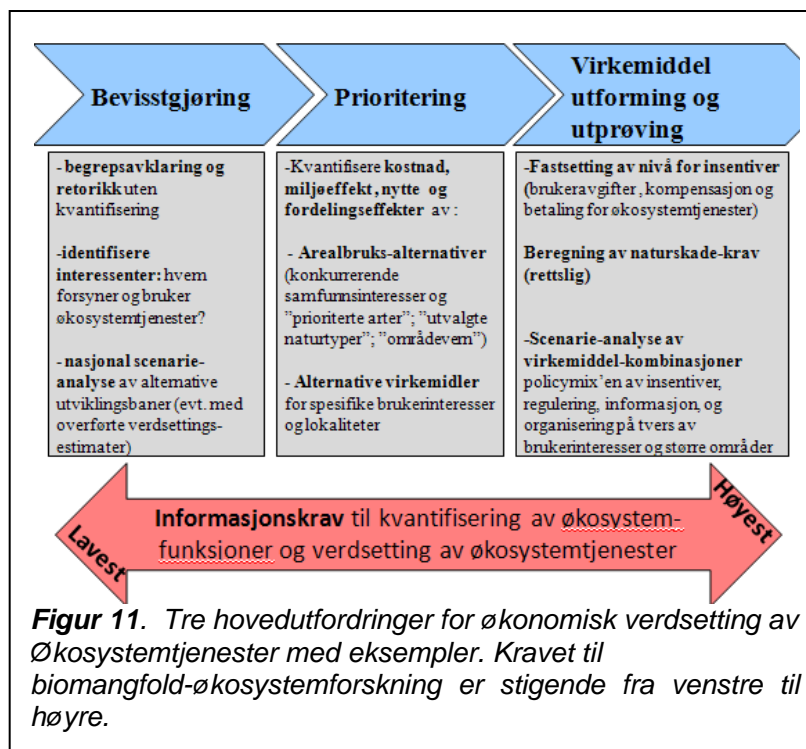 Bevisstgjøring
Prioritering
Virkemiddel
utforming og
utprøving
- begrepsavklaring og
retorikk uten
kvantifisering
-identifisere
interessenter: hvem
forsyner og bruker
økosystemtjenester?
- nasjonal scenarie-
analyse av alternative
utviklingsbaner (evt. med
overførte verdsettings-
estimater)
-Kvantifisere kostnad,
miljøeffekt, nytte og
fordelingseffekter av :
- Arealbruks-alternativer
(konkurrerende
samfunnsinteresser og
”prioriterte arter”; ”utvalgte
naturtyper”; ”områdevern”)
- Alternative virkemidler
for spesifike brukerinteresser
og lokaliteter
-Fastsetting av nivå for insentiver
(brukeravgifter, kompensasjon og
betaling for økosystemtjenester)
Beregning av naturskade-krav
(rettslig)
-Scenarie-analyse av
virkemiddel-kombinasjoner
policymix’en av insentiver,
regulering, informasjon, og
organisering på tvers av
brukerinteresser og større områder
Lavest
Informasjonskrav til kvantifisering av økosystem-
funksjoner og verdsetting av økosystemtjenester
Høyest
Figur 11. Tre hovedutfordringer for økonomisk verdsetting av
Økosystemtjenester med eksempler. Kravet til
biomangfold-økosystemforskning er stigende fra venstre til
høyre.